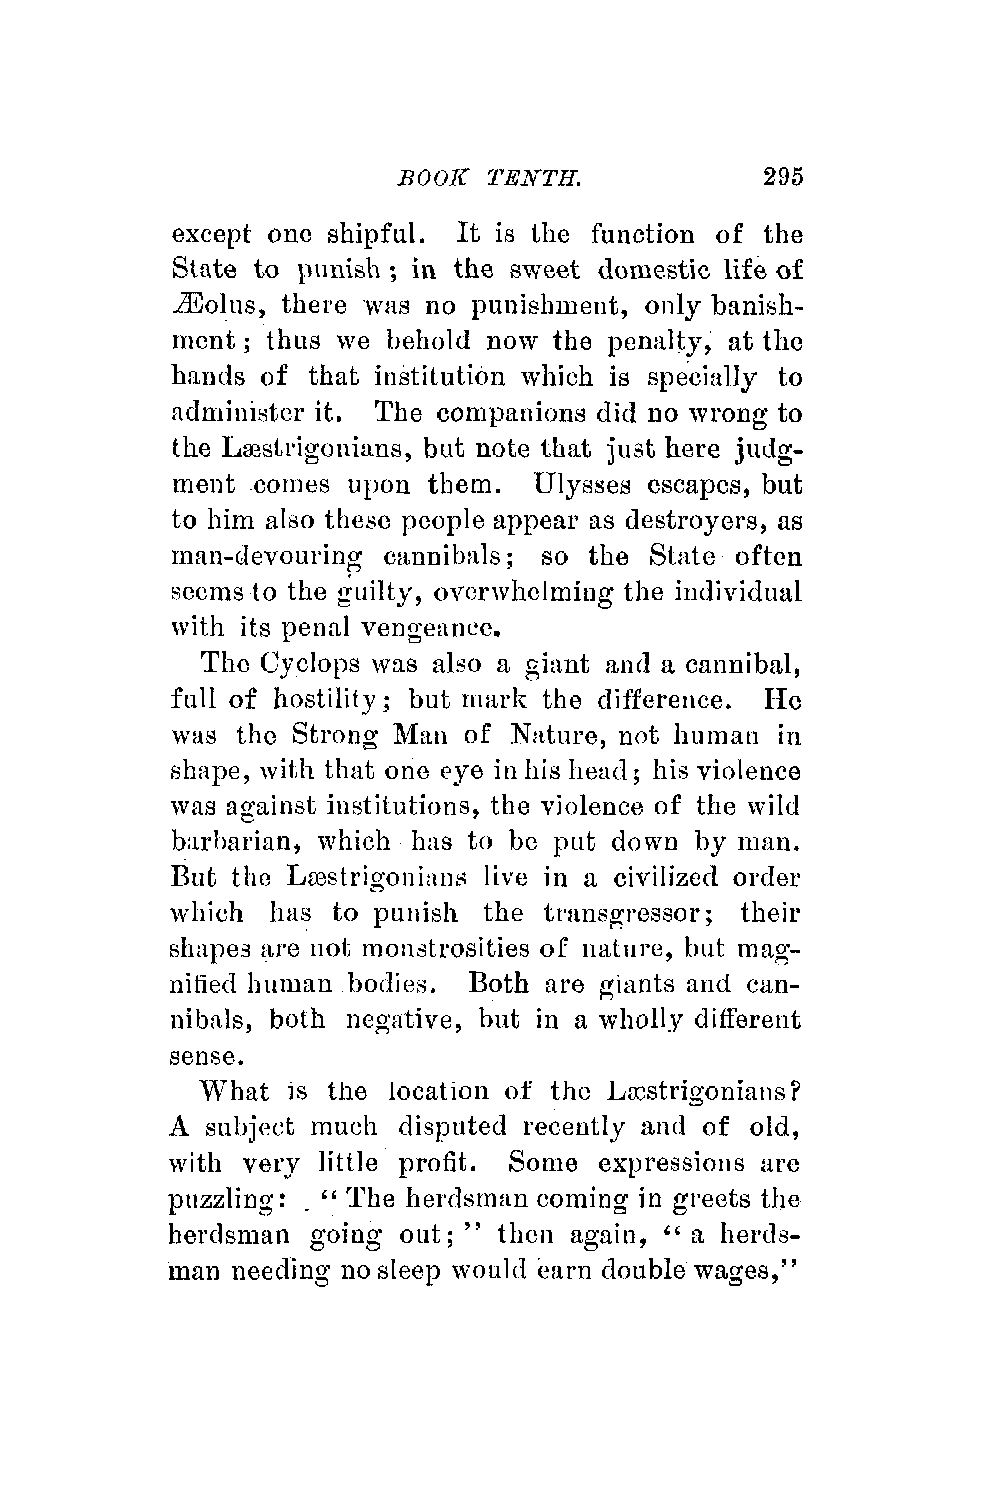 BOOK TENTH. 295
except one shipful. It is the function of the
State to punish; in the sweet domestic life of
Æolus, there was no punishment, only banish-
ment; thus we behold now the penalty, at the
hands of that institution which is specially to
administer it. The companions did no wrong to
the Læstrigonians, but note that just here judg-
ment comes upon them. Ulysses escapes, but
to him also these people appear as destroyers, as
man-devouring cannibals; so the State often
seems to the guilty, overwhelming the individual
with its penal vengeance.
The Cyclops was also a giant and a cannibal,
full of hostility; but mark the difference. He
was the Strong Man of Nature, not human in
shape, with that one eye in his head; his violence
was against institutions, the violence of the wild
barbarian, which has to be put down by man.
But the Læstrigonians live in a civilized order
which has to punish the transgressor; their
shapes are not monstrosities of nature, but mag-
nified human bodies. Both are giants and can-
nibals, both negative, but in a wholly different
sense.
What is the location of the Læstrigonians?
A subject much disputed recently and of old,
with very little profit. Some expressions are
puzzling: "The herdsman coming in greets the
herdsman going out;" then again, "a herds-
man needing no sleep would earn double wages,"